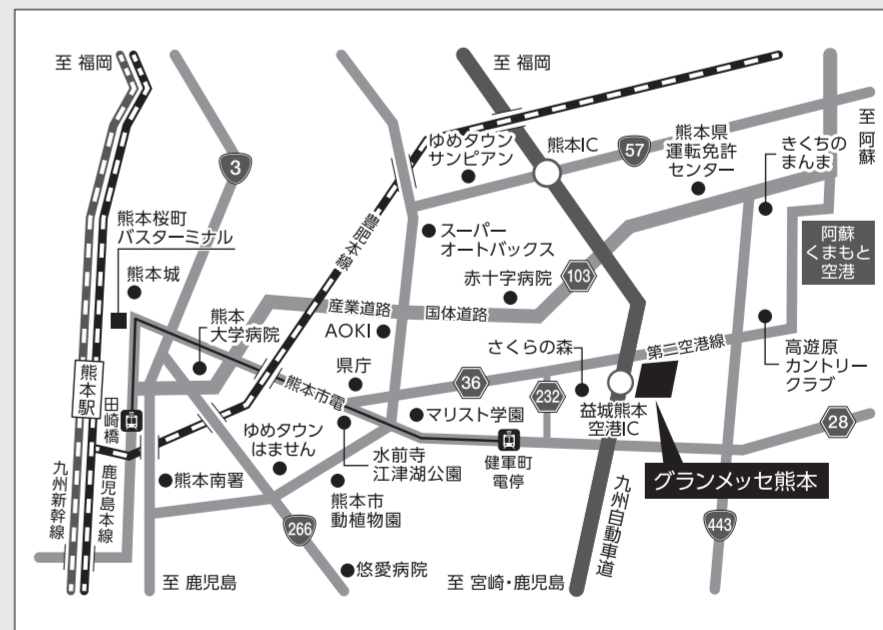 至 福岡
至 福岡
至
阿
蘇
ゆめタウン
サンピアン
熊本IC
57
熊本県
運転免許
センター
きくちの
まんま
3
熊本桜町
バスターミナル
熊本城
豊肥本線
スーパー
オートバックス
赤十字病院
103
阿蘇
くまもと
空港
熊本
大学病院
産業道路
国体道路
AOKI
県庁
さくらの森
第二空港線
高遊原
カントリー
クラブ
熊本駅
田崎橋
熊本市電
36
232
マリスト学園
益城熊本
空港IC
28
ゆめタウン
はません
水前寺
江津湖公園
健軍町
電停
グランメッセ熊本
九州新幹線
鹿児島本線
熊本南署
熊本市
動植物園
九州自動車道
266
443
悠愛病院
至 鹿児島
至 宮崎・鹿児島